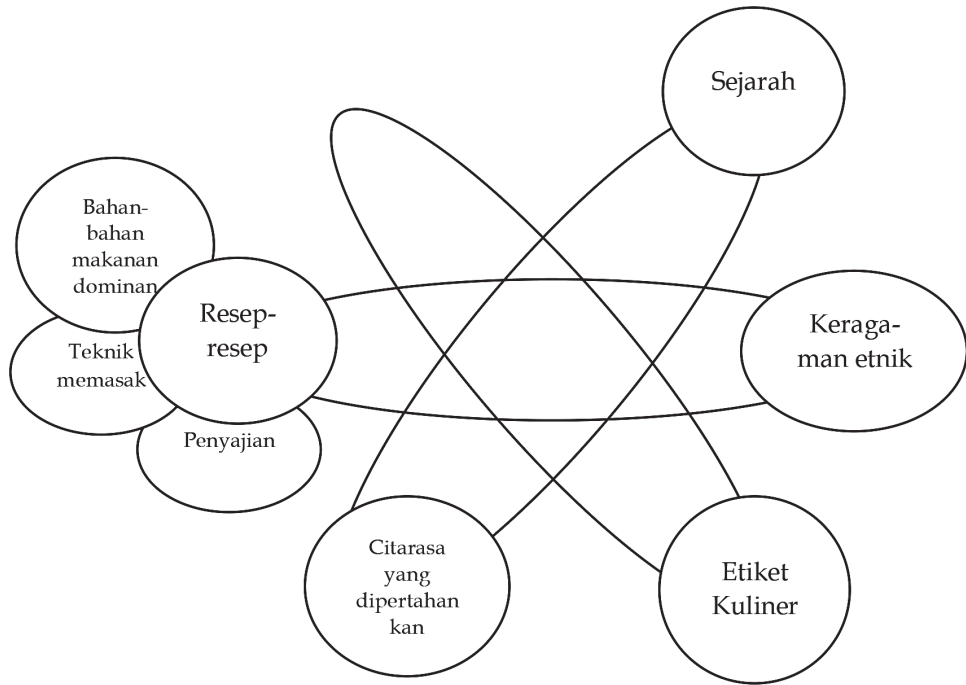 Sejarah
Bahan-
bahan
makanan
dominan
Resep-
resep
Teknik
memasak
Penyajian
Keraga-
man etnik
Citarasa
yang
dipertahan
kan
Etiket
Kuliner